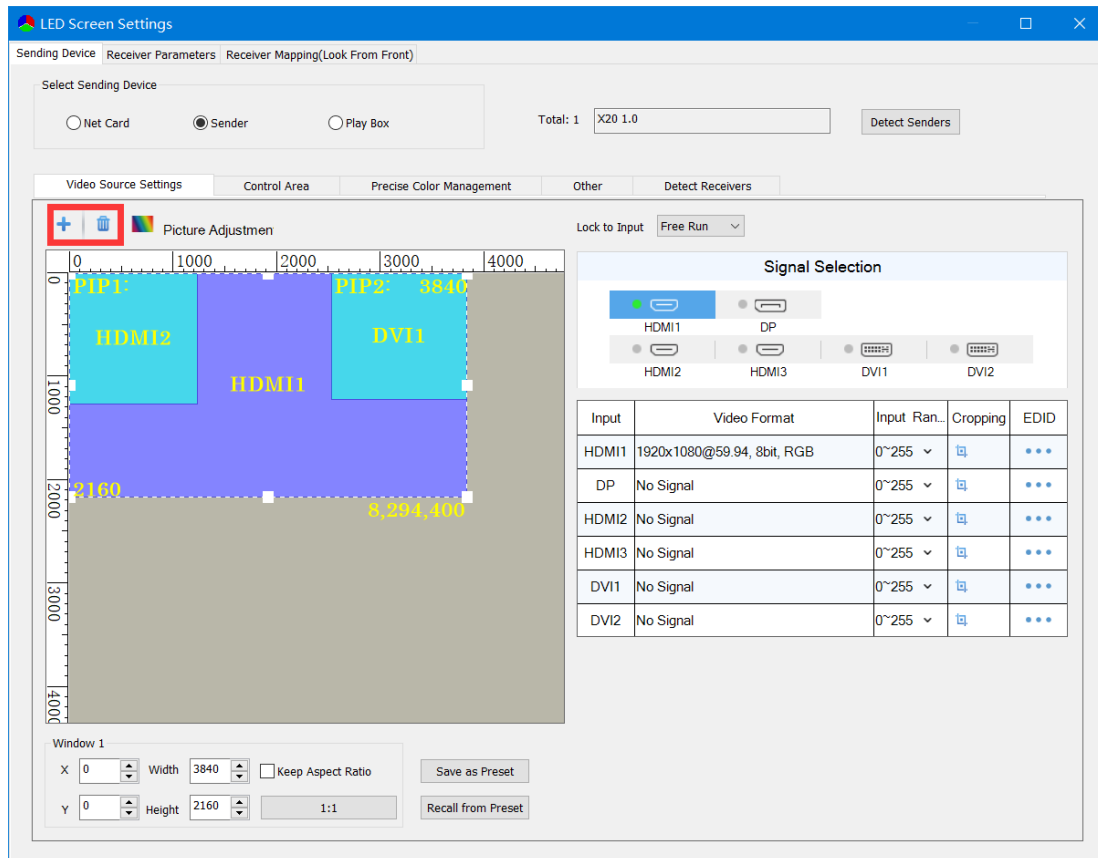 LED Screen Settings
Sending Device Receiver Parameters Receiver Mapping(Look From Front)
Select Sending Device
Net Card Sender Play Box
Total: 1 X20 1.0 Detect Senders
Video Source Settings Control Area Precise Color Management Other Detect Receivers
Picture Adjustmen
Lock to Input Free Run
0 1000 2000 3000 4000
0
1000
2000
3000
4000
PIP1: PIP2: 3840
HDMI2 DVI1
HDMI1
2160
8,294,400
Signal Selection
HDMI1 DP
HDMI2 HDMI3 DVI1 DVI2
Input Video Format Input Ran... Cropping EDID
HDMI1 1920x1080@59.94, 8bit, RGB 0~255
DP No Signal 0~255
HDMI2 No Signal 0~255
HDMI3 No Signal 0~255
DVI1 No Signal 0~255
DVI2 No Signal 0~255
Window 1
X 0 Width 3840 Keep Aspect Ratio Save as Preset
Y 0 Height 2160 1:1 Recall from Preset